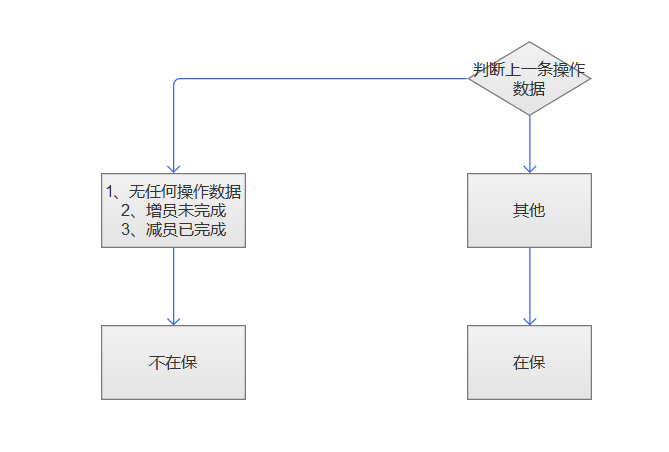 判断上一条操作
数据
1、无任何操作数据
2、增员未完成
3、减员已完成
其他
不在保
在保